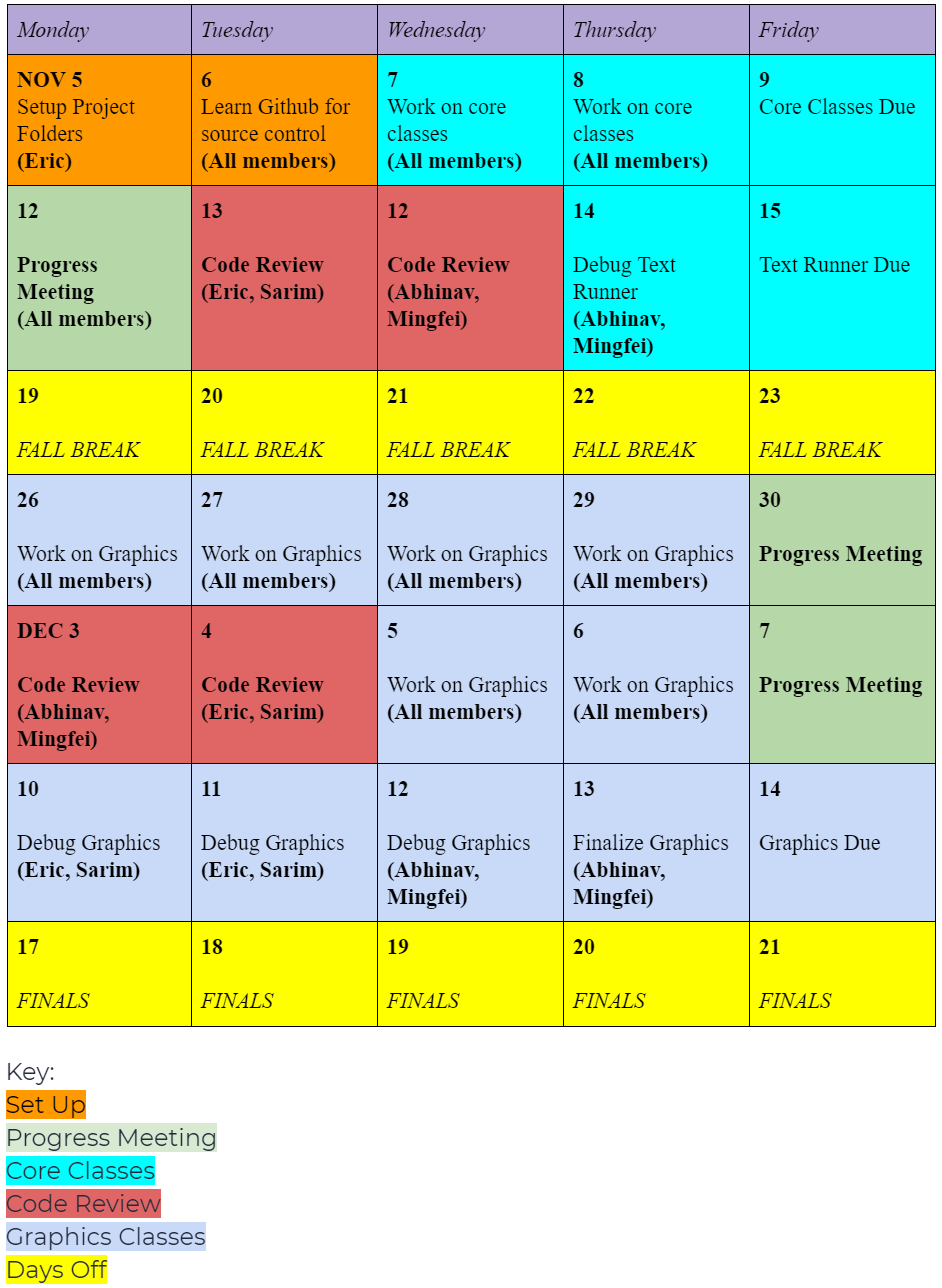 Monday
Tuesday
Wednesday
Thursday
Friday
NOV 5
Setup Project
Folders
(Eric)
6
Learn Github for
source control
(All members)
7
Work on core
classes
(All members)
8
Work on core
classes
(All members)
9
Core Classes Due
12
Progress
Meeting
(All members)
13
Code Review
(Eric, Sarim)
12
Code Review
(Abhinav,
Mingfei)
14
Debug Text
Runner
(Abhinav,
Mingfei)
15
Text Runner Due
19
FALL BREAK
20
FALL BREAK
21
FALL BREAK
22
FALL BREAK
23
FALL BREAK
26
Work on Graphics
(All members)
27
Work on Graphics
(All members)
28
Work on Graphics
(All members)
29
Work on Graphics
(All members)
30
Progress Meeting
DEC 3
Code Review
(Abhinav,
Mingfei)
4
Code Review
(Eric, Sarim)
5
Work on Graphics
(All members)
6
Work on Graphics
(All members)
7
Progress Meeting
10
Debug Graphics
(Eric, Sarim)
11
Debug Graphics
(Eric, Sarim)
12
Debug Graphics
(Abhinav,
Mingfei)
13
Finalize Graphics
(Abhinav,
Mingfei)
14
Graphics Due
17
FINALS
18
FINALS
19
FINALS
20
FINALS
21
FINALS
Key:
Set Up
Progress Meeting
Core Classes
Code Review
Graphics Classes
Days Off